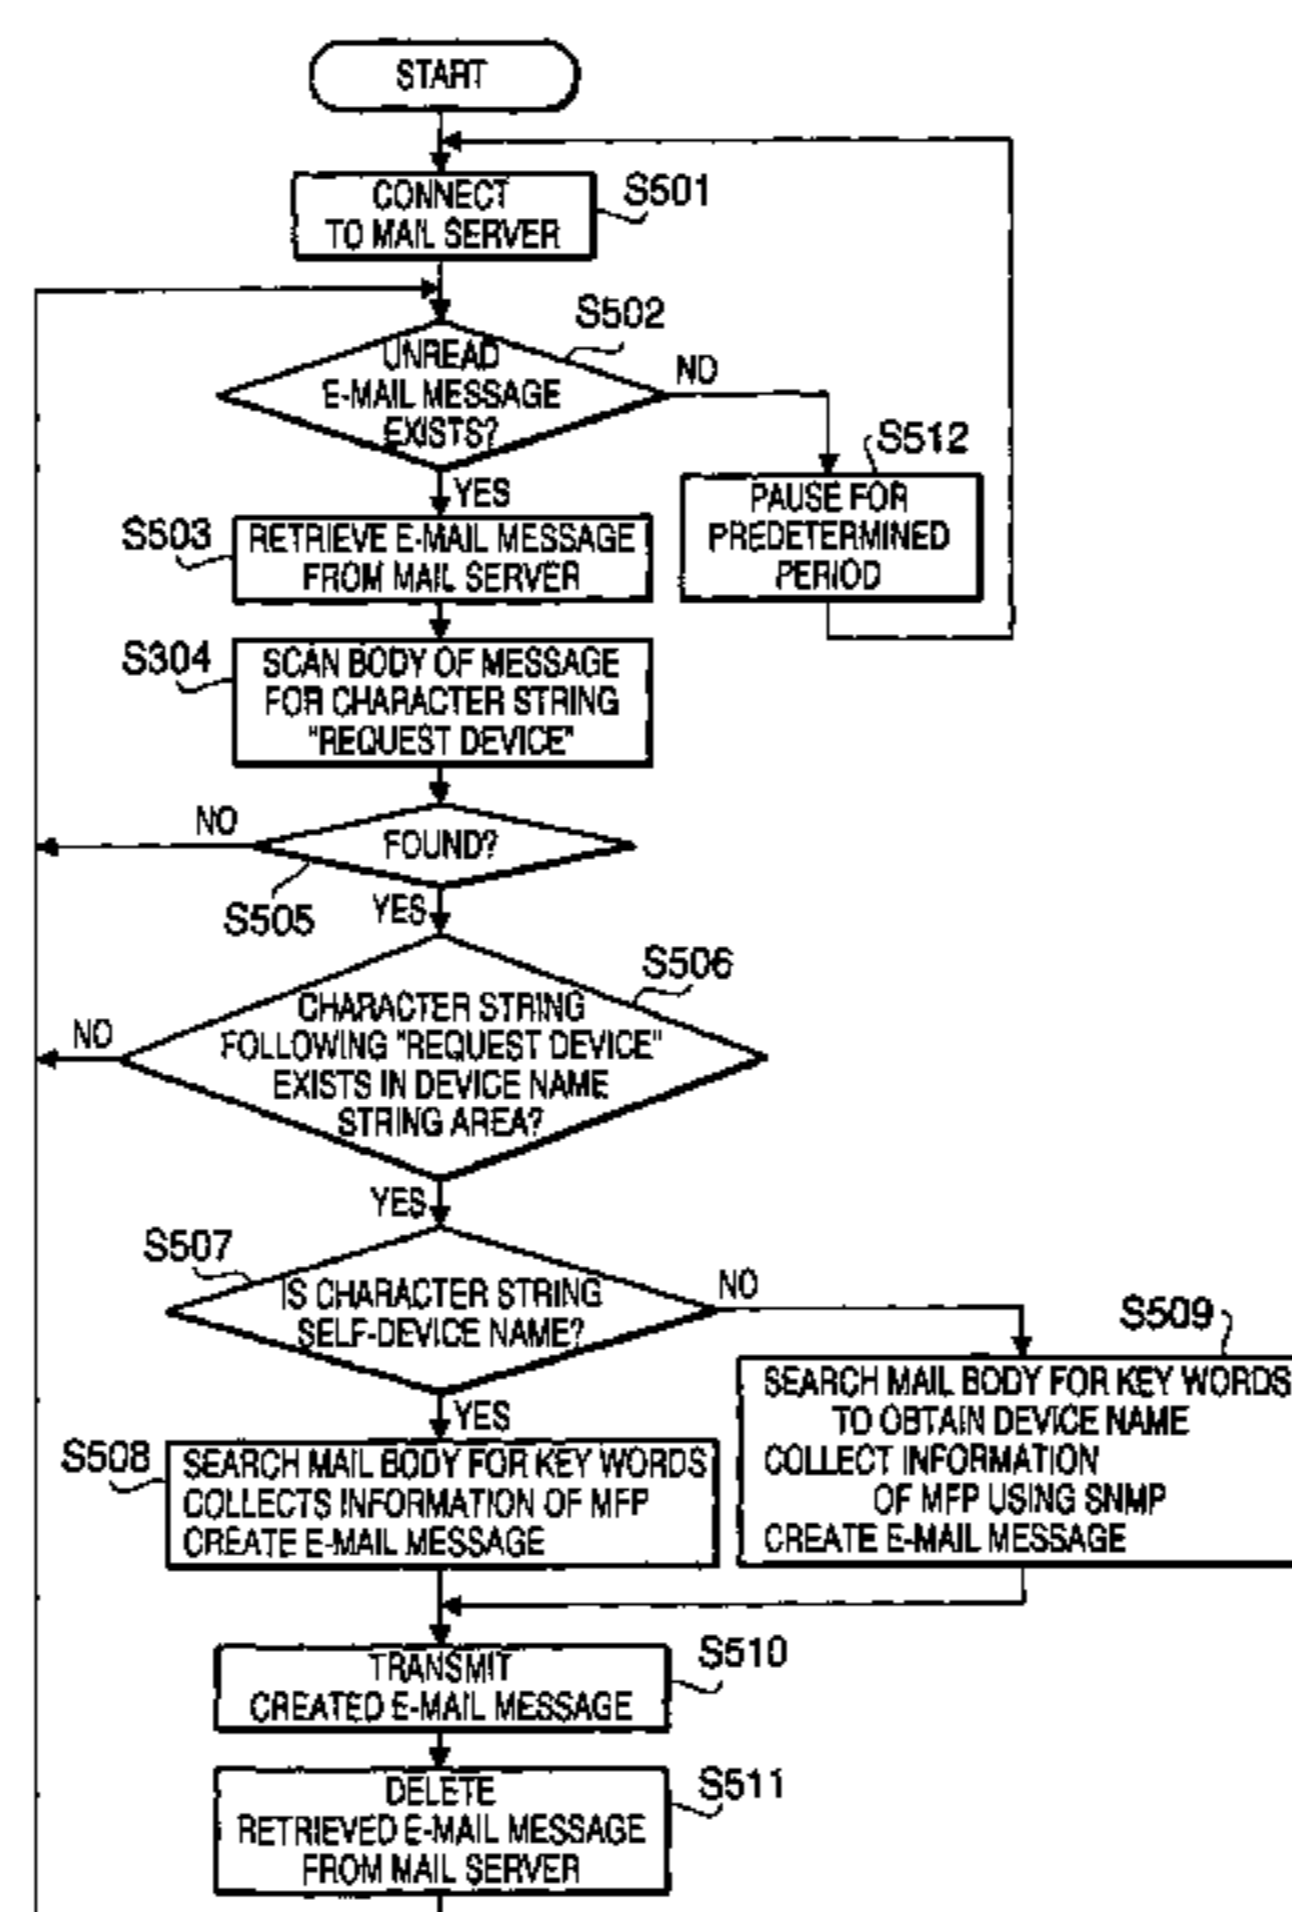 START
CONNECT
TO MAIL SERVER
S501
UNREAD
E-MAIL MESSAGE
EXISTS?
S502
NO
YES
S512
PAUSE FOR
PREDETERMINED
PERIOD
S503
RETRIEVE E-MAIL MESSAGE
FROM MAIL SERVER
S304
SCAN BODY OF MESSAGE
FOR CHARACTER STRING
"REQUEST DEVICE"
NO
FOUND?
S505
YES
S506
NO
CHARACTER STRING
FOLLOWING "REQUEST DEVICE"
EXISTS IN DEVICE NAME
STRING AREA?
YES
S507
IS CHARACTER STRING
SELF-DEVICE NAME?
NO
YES
S509
SEARCH MAIL BODY FOR KEY WORDS
TO OBTAIN DEVICE NAME
COLLECT INFORMATION
OF MFP USING SNMP
CREATE E-MAIL MESSAGE
S508
SEARCH MAIL BODY FOR KEY WORDS
COLLECTS INFORMATION OF MFP
CREATE E-MAIL MESSAGE
TRANSMIT
CREATED E-MAIL MESSAGE
S510
DELETE
RETRIEVED E-MAIL MESSAGE
FROM MAIL SERVER
S511